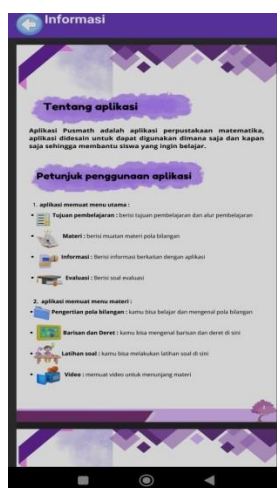 Informasi
Tentang aplikasi
Aplikasi Pusmath adalah aplikasi perpustakaan matematika,
aplikasi didesain untuk dapat digunakan dimana saja dan kapan
saja sehingga membantu siswa yang ingin belajar.
Petunjuk penggunaan aplikasi
1. aplikasi memuat menu utama :
Tujuan pembelajaran : berisi tujuan pembelajaran dan alur pembelajaran
Materi : berisi muatan materi pola bilangan
Informasi : Berisi informasi berkaitan dengan aplikasi
Evaluasi : Berisi soal evaluasi
2. aplikasi memuat menu materi :
Pengertian pola bilangan : kamu bisa belajar dan mengenal pola bilangan
Barisan dan Deret : kamu bisa mengenal barisan dan deret di sini
Latihan soal : kamu bisa melakukan latihan soal di sini
Video : memuat video untuk menunjang materi